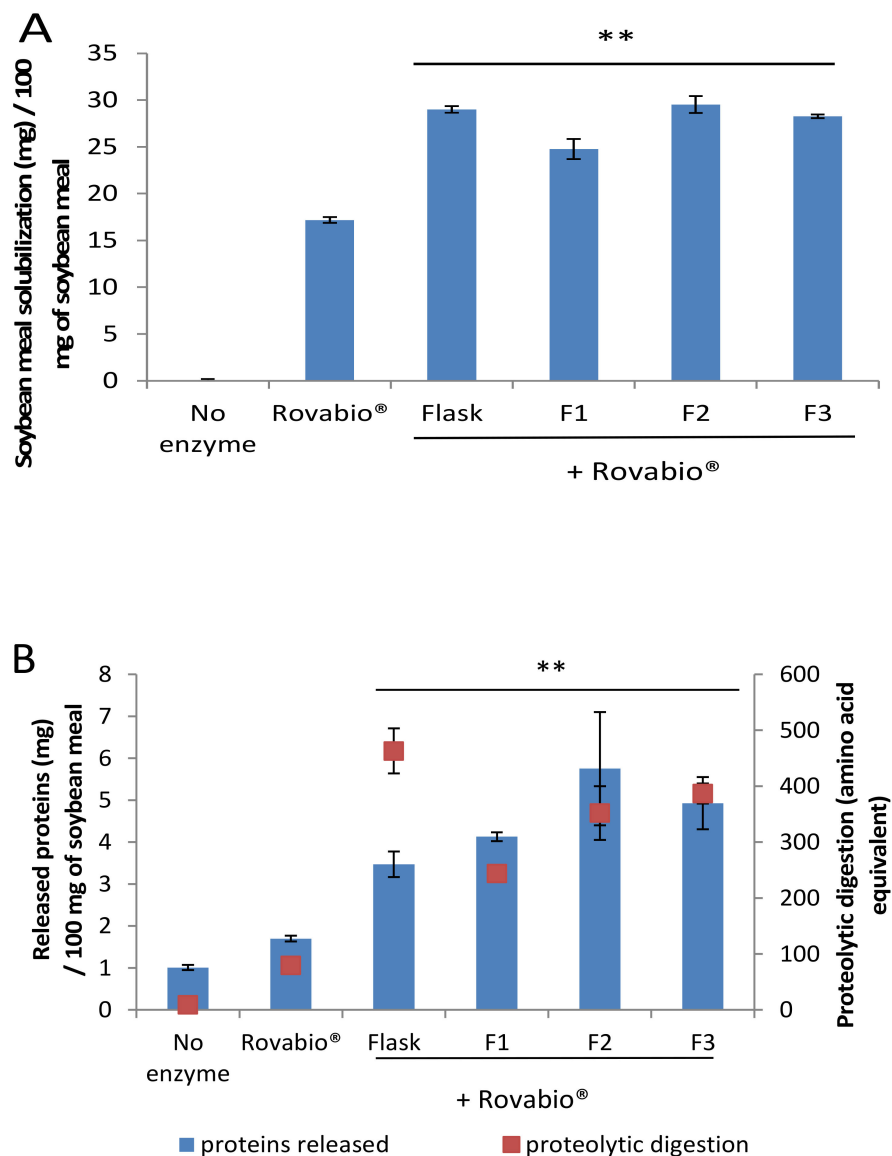 A
**
Soybean meal solubilization (mg) / 100
mg of soybean meal
35
30
25
20
15
10
5
0
No
enzyme
Rovabio®
Flask
F1
F2
F3
+ Rovabio®
B
**
Released proteins (mg)
/ 100 mg of soybean meal
8
7
6
5
4
3
2
1
0
600
500
400
300
200
100
0
Proteolytic digestion (amino acid
equivalent)
No
enzyme
Rovabio®
Flask
F1
F2
F3
+ Rovabio®
proteins released
proteolytic digestion